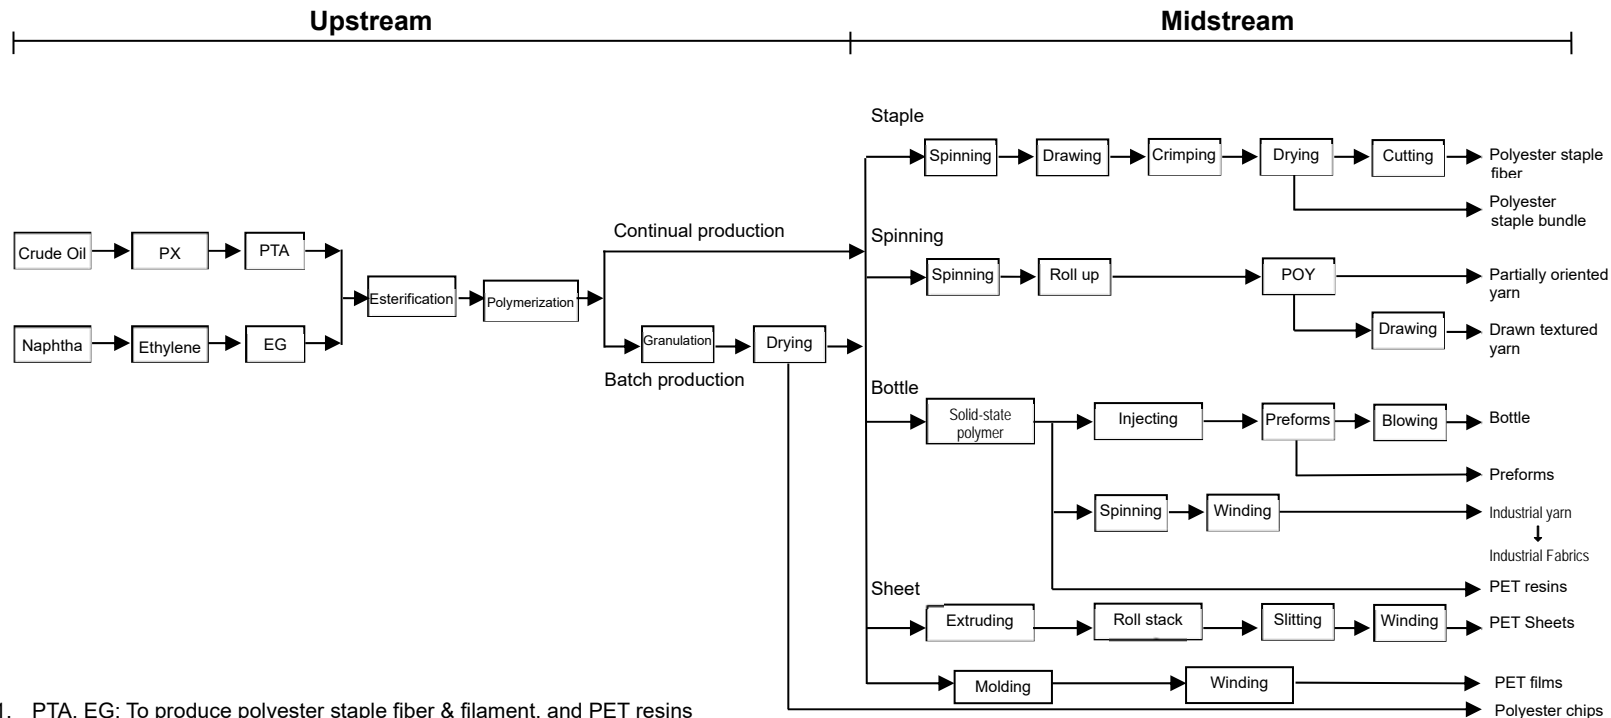 Upstream
Midstream
Staple
Spinning
Drawing
Crimping
Drying
Cutting
Polyester staple
fiber
Polyester
staple bundle
Crude Oil
PX
PTA
Continual production
Spinning
Spinning
Roll up
POY
Partially oriented
yarn
Esterification
Polymerization
Naphtha
Ethylene
EG
Granulation
Drying
Batch production
Drawing
Drawn textured
yarn
Bottle
Solid-state
polymer
Injecting
Preforms
Blowing
Bottle
Preforms
Spinning
Winding
Industrial yarn
Industrial Fabrics
PET resins
Sheet
Extruding
Roll stack
Slitting
Winding
PET Sheets
Molding
Winding
PET films
Polyester chips
1. PTA, EG: To produce polyester staple fiber & filament, and PET resins